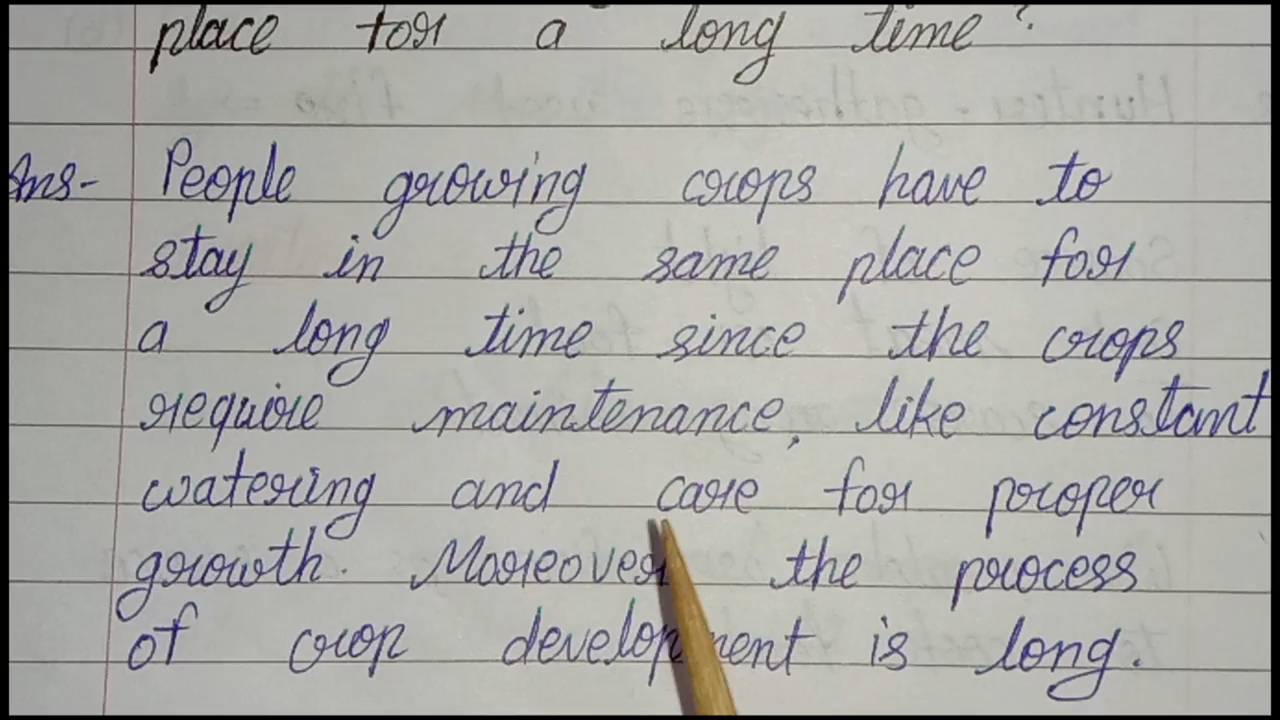 place for a long time?
Ans- People growing crops have to
stay in the same place for
a long time since the crops
require maintenance, like constant
watering and care for proper
growth. Moreover the process
of crop development is long.